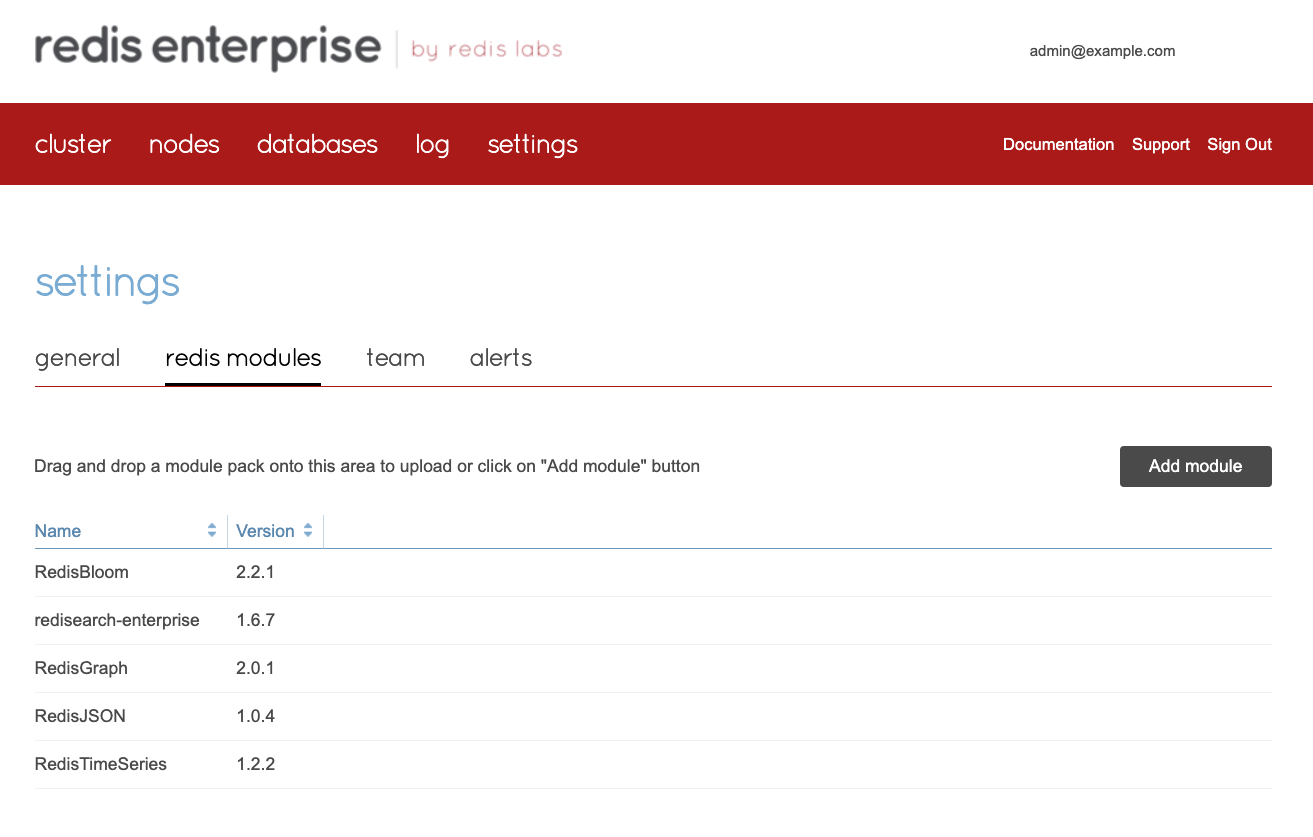 redis enterprise by redis labs admin@example.com
cluster nodes databases log settings Documentation Support Sign Out
settings
general redis modules team alerts
Drag and drop a module pack onto this area to upload or click on "Add module" button Add module
Name Version
RedisBloom 2.2.1
redisearch-enterprise 1.6.7
RedisGraph 2.0.1
RedisJSON 1.0.4
RedisTimeSeries 1.2.2